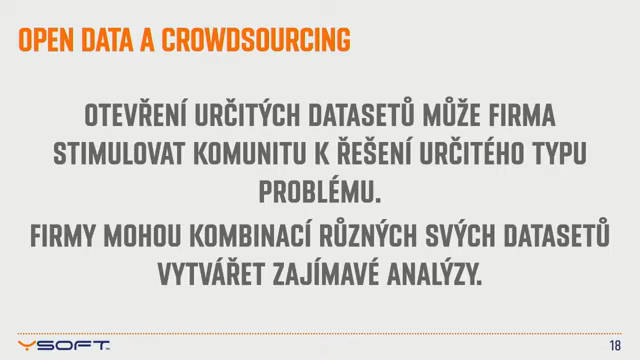 OPEN DATA A CROWDSOURCING
OTEVŘENÍ URČITÝCH DATASETŮ MŮŽE FIRMA
STIMULOVAT KOMUNITU K ŘEŠENÍ URČITÉHO TYPU
PROBLÉMU.
FIRMY MOHOU KOMBINACÍ RŮZNÝCH SVÝCH DATASETŮ
VYTVÁŘET ZAJÍMAVÉ ANALÝZY.
YSOFT
18